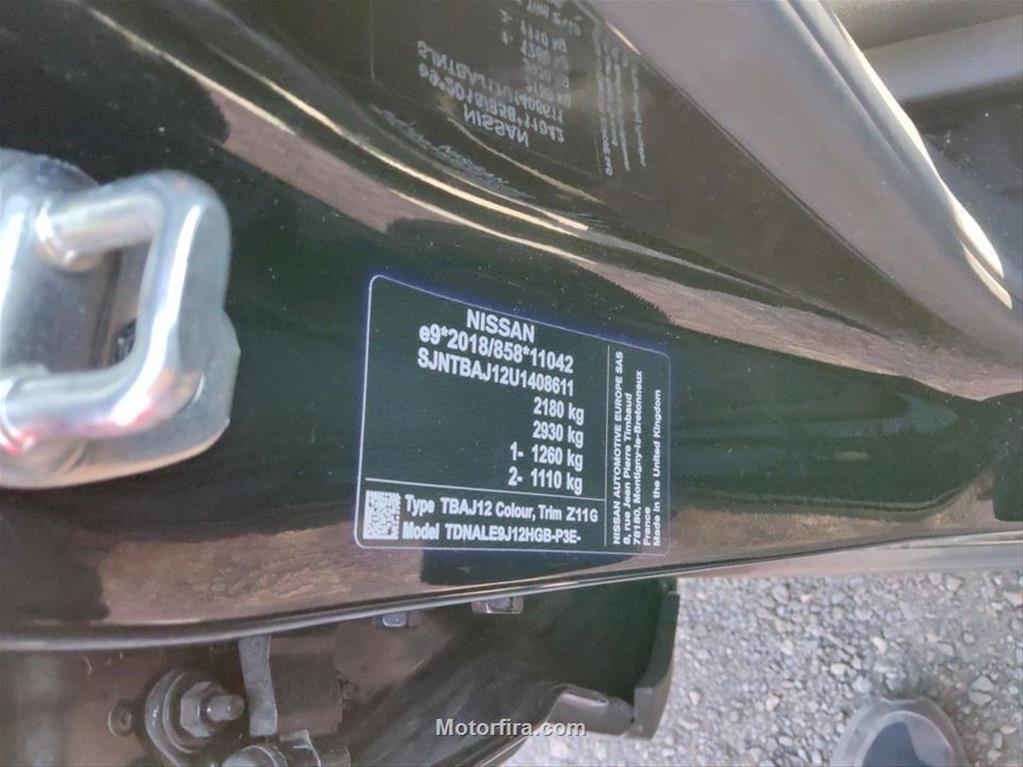 NISSAN
e9*2018/858*11042
SJNTBAJ12U1408611
2180 kg
2930 kg
1- 1260 kg
2- 1110 kg
Type TBAJ12 Colour, Trim Z11G
Model TDNALE9J12HGB-P3E-
NISSAN AUTOMOTIVE EUROPE SAS
8, rue Jean Pierre Timbaud
78180, Montigny-le-Bretonneux
France
Made in the United Kingdom
Motorfira.com